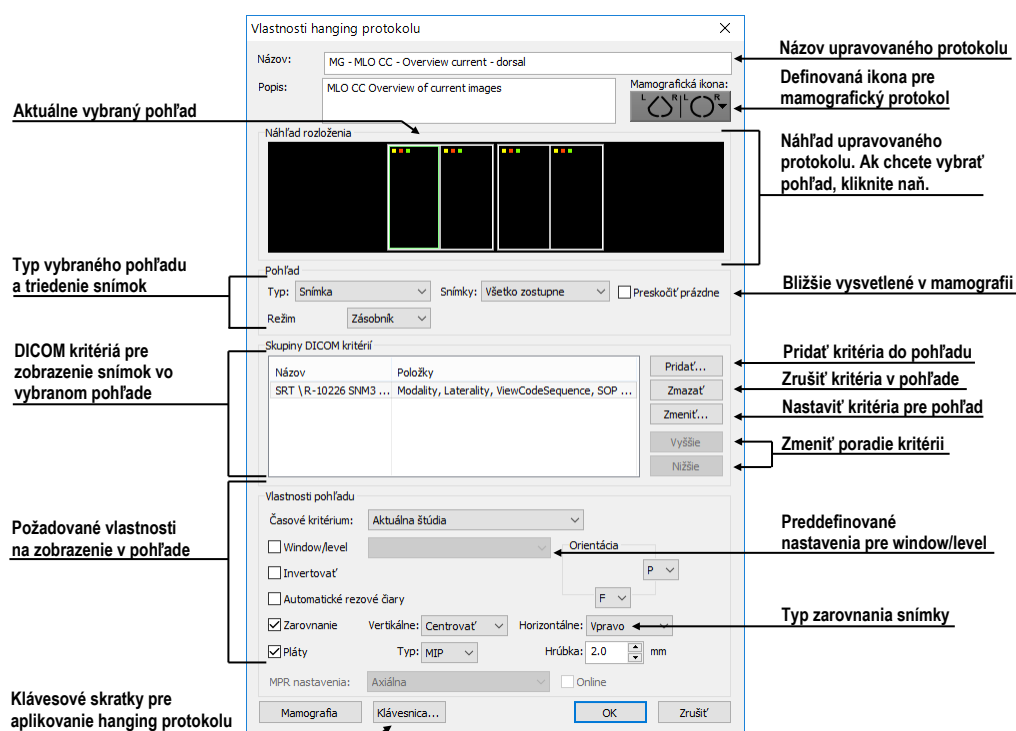 Vlastnosti hanging protokolu
Názov:
MG - MLO CC - Overview current - dorsal
Názov upravovaného protokolu
Popis:
MLO CC Overview of current images
Mamografická ikona:
L R L R
Definovaná ikona pre
mamografický protokol
Aktuálne vybraný pohľad
Náhľad rozloženia
Náhľad upravovaného
protokolu. Ak chcete vybrať
pohľad, kliknite naň.
Typ vybraného pohľadu
a triedenie snímok
Pohľad
Typ: Snímka Snímky: Všetko zostupne Preskočiť prázdne
Bližšie vysvetlené v mamografii
Režim Zásobník
DICOM kritériá pre
zobrazenie snímok vo
vybranom pohľade
Skupiny DICOM kritérií
Názov Položky
SRT \R-10226 SNM3 ... Modality, Laterality, ViewCodeSequence, SOP ...
Pridať...
Pridať kritéria do pohľadu
Zmazať
Zrušiť kritéria v pohľade
Zmeniť...
Nastaviť kritéria pre pohľad
Vyššie
Zmeniť poradie kritérii
Nižšie
Požadované vlastnosti
na zobrazenie v pohľade
Vlastnosti pohľadu
Časové kritérium: Aktuálna štúdia
Window/level
Orientácia
P
F
Preddefinované
nastavenia pre window/level
Invertovať
Automatické rezové čiary
Zarovnanie Vertikálne: Centrovať Horizontálne: Vpravo
Typ zarovnania snímky
Pláty Typ: MIP Hrúbka: 2.0 mm
MPR nastavenia: Axiálna Online
Klávesové skratky pre
aplikovanie hanging protokolu
Mamografia Klávesnica... OK Zrušiť